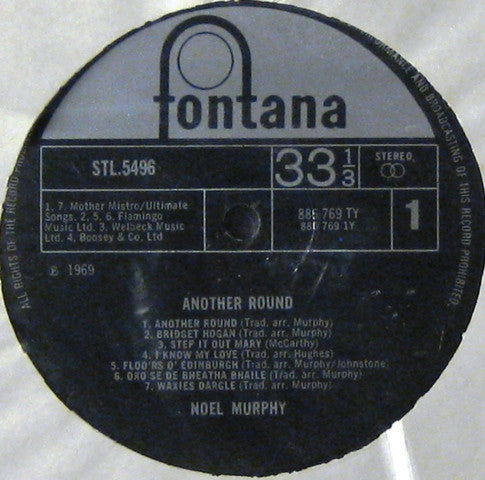 fontana
STL.5496
33 1/3
STEREO.
1. 7. Mother Mistro/Ultimate
Songs. 2, 5, 6. Flamingo
Music Ltd. 3. Welbeck Music
Ltd. 4. Boosey & Co. Ltd
885 769 TY
885 769 1Y
1
℗ 1969
ANOTHER ROUND
1. ANOTHER ROUND (Trad. arr. Murphy)
2. BRIDGET HOGAN (Trad. arr. Murphy)
3. STEP IT OUT MARY (McCarthy)
4. I KNOW MY LOVE (Trad. arr. Hughes)
5. FLOO'RS O' EDINBURGH (Trad. arr. Murphy/Johnstone)
6. ORO SE DE BHEATHA BHAILE (Trad. arr. Murphy)
7. WAXIES DARGLE (Trad. arr. Murphy)
NOEL MURPHY
ALL RIGHTS OF THE RECORD
AND BROADCASTING OF THIS RECORD PROHIBITED.